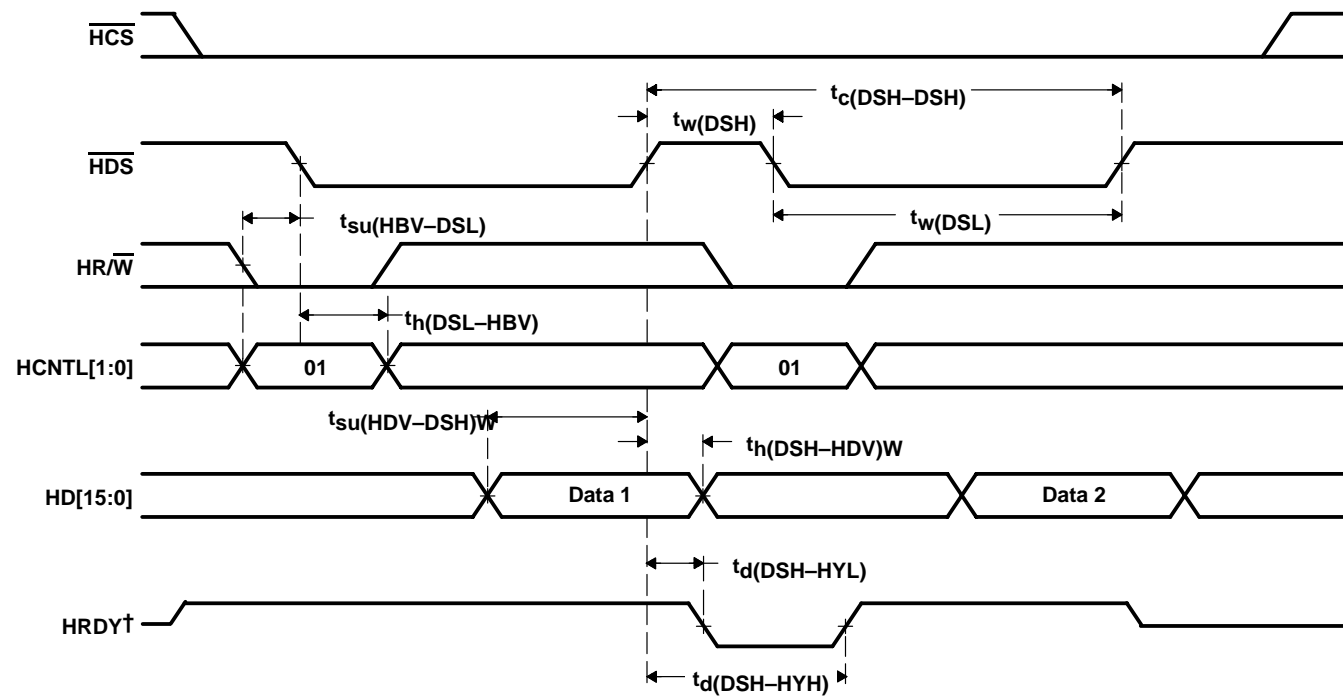 HCS
tc(DSH–DSH)
tw(DSH)
HDS
tsu(HBV–DSL)
tw(DSL)
HR/W
th(DSL–HBV)
HCNTL[1:0]
01
01
tsu(HDV–DSH)W
th(DSH–HDV)W
HD[15:0]
Data 1
Data 2
td(DSH–HYL)
HRDY†
td(DSH–HYH)